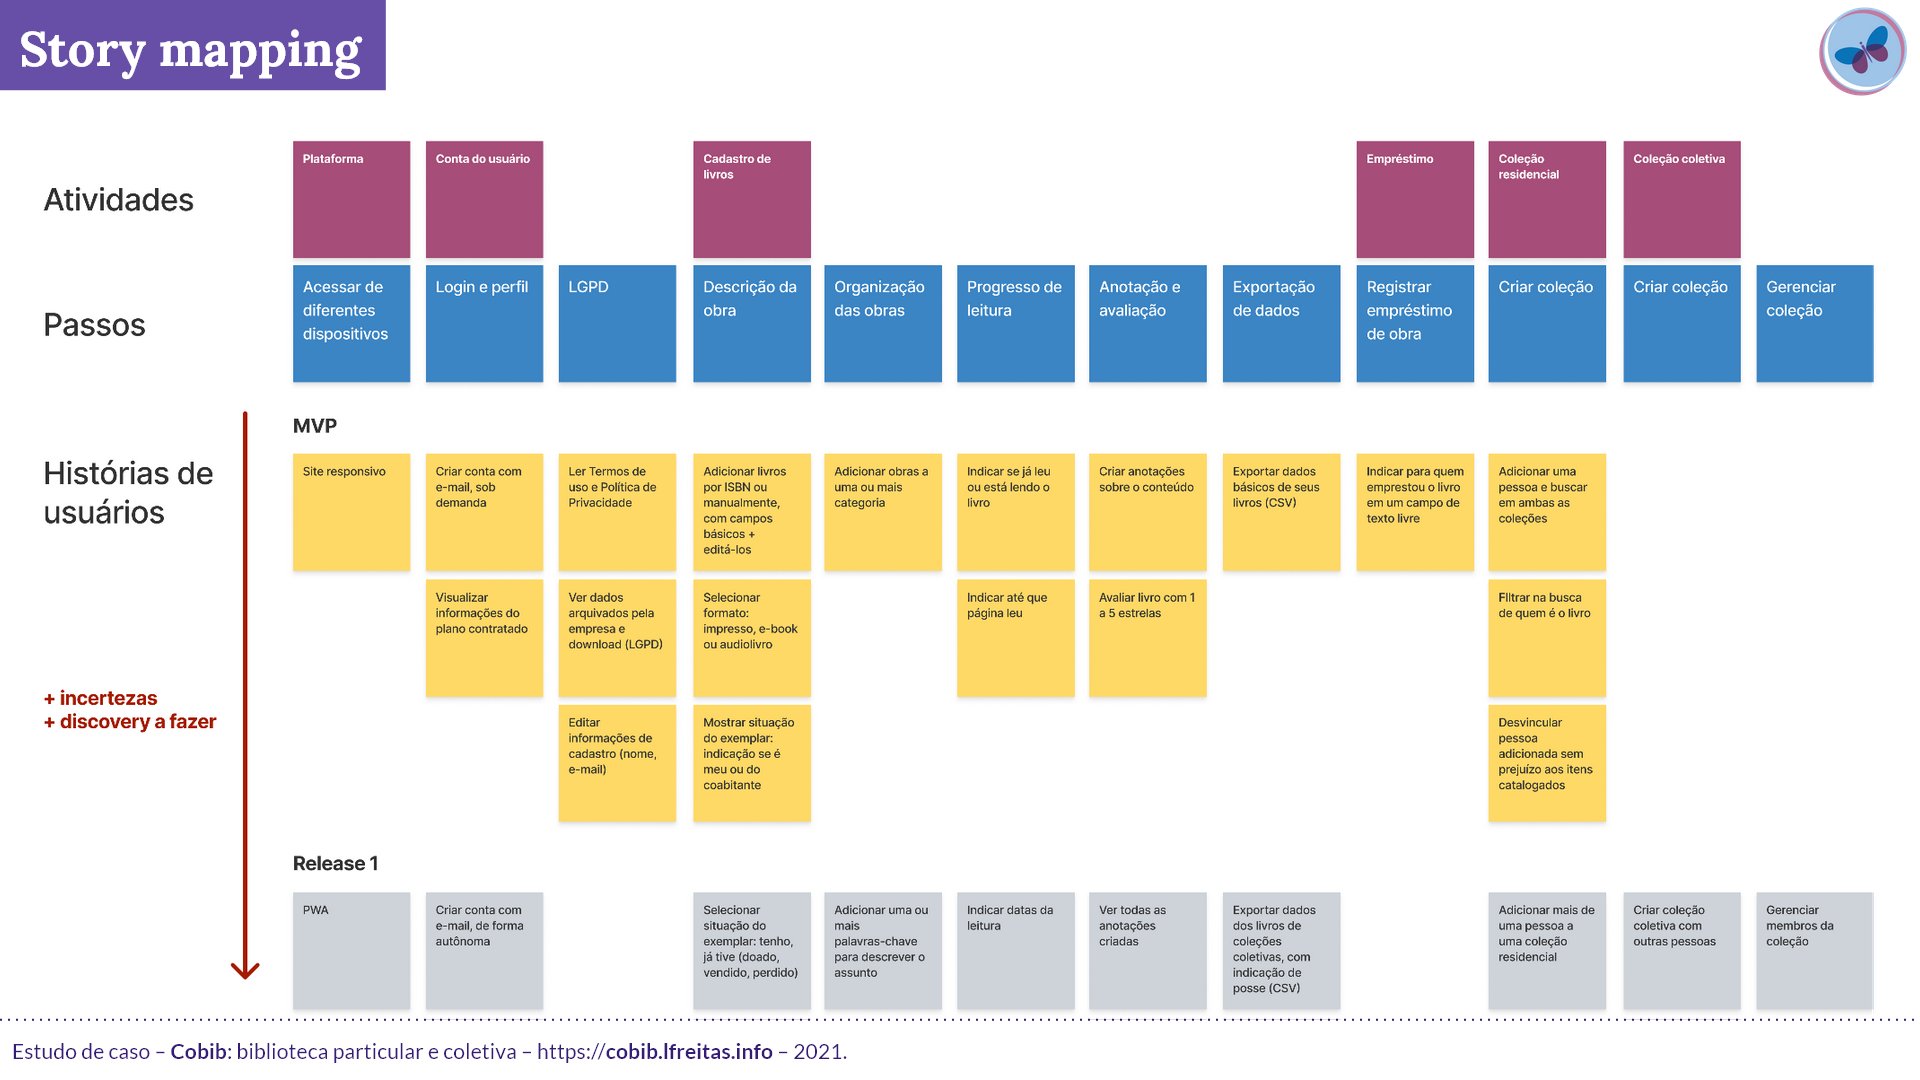 Story mapping
Atividades
Plataforma
Conta do usuário
Cadastro de
livros
Empréstimo
Coleção
residencial
Coleção coletiva
Passos
Acessar de
diferentes
dispositivos
Login e perfil
LGPD
Descrição da
obra
Organização
das obras
Progresso de
leitura
Anotação e
avaliação
Exportação
de dados
Registrar
empréstimo
de obra
Criar coleção
Criar coleção
Gerenciar
coleção
MVP
Histórias de
usuários
Site responsivo
Criar conta com
e-mail, sob
demanda
Ler Termos de
uso e Política de
Privacidade
Adicionar livros
por ISBN ou
manualmente,
com campos
básicos +
editá-los
Adicionar obras a
uma ou mais
categoria
Indicar se já leu
ou está lendo o
livro
Criar anotações
sobre o conteúdo
Exportar dados
básicos de seus
livros (CSV)
Indicar para quem
emprestou o livro
em um campo de
texto livre
Adicionar uma
pessoa e buscar
em ambas as
coleções
Visualizar
informações do
plano contratado
Ver dados
arquivados pela
empresa e
download (LGPD)
Selecionar
formato:
impresso, e-book
ou audiolivro
Indicar até que
página leu
Avaliar livro com 1
a 5 estrelas
FIltrar na busca
de quem é o livro
+ incertezas
+ discovery a fazer
Editar
informações de
cadastro (nome,
e-mail)
Mostrar situação
do exemplar:
indicação se é
meu ou do
coabitante
Desvincular
pessoa
adicionada sem
prejuízo aos itens
catalogados
Release 1
PWA
Criar conta com
e-mail, de forma
autônoma
Selecionar
situação do
exemplar: tenho,
já tive (doado,
vendido, perdido)
Adicionar uma ou
mais
palavras-chave
para descrever o
assunto
Indicar datas da
leitura
Ver todas as
anotações
criadas
Exportar dados
dos livros de
coleções
coletivas, com
indicação de
posse (CSV)
Adicionar mais de
uma pessoa a
uma coleção
residencial
Criar coleção
coletiva com
outras pessoas
Gerenciar
membros da
coleção
Estudo de caso – Cobib: biblioteca particular e coletiva – https://cobib.lfreitas.info – 2021.